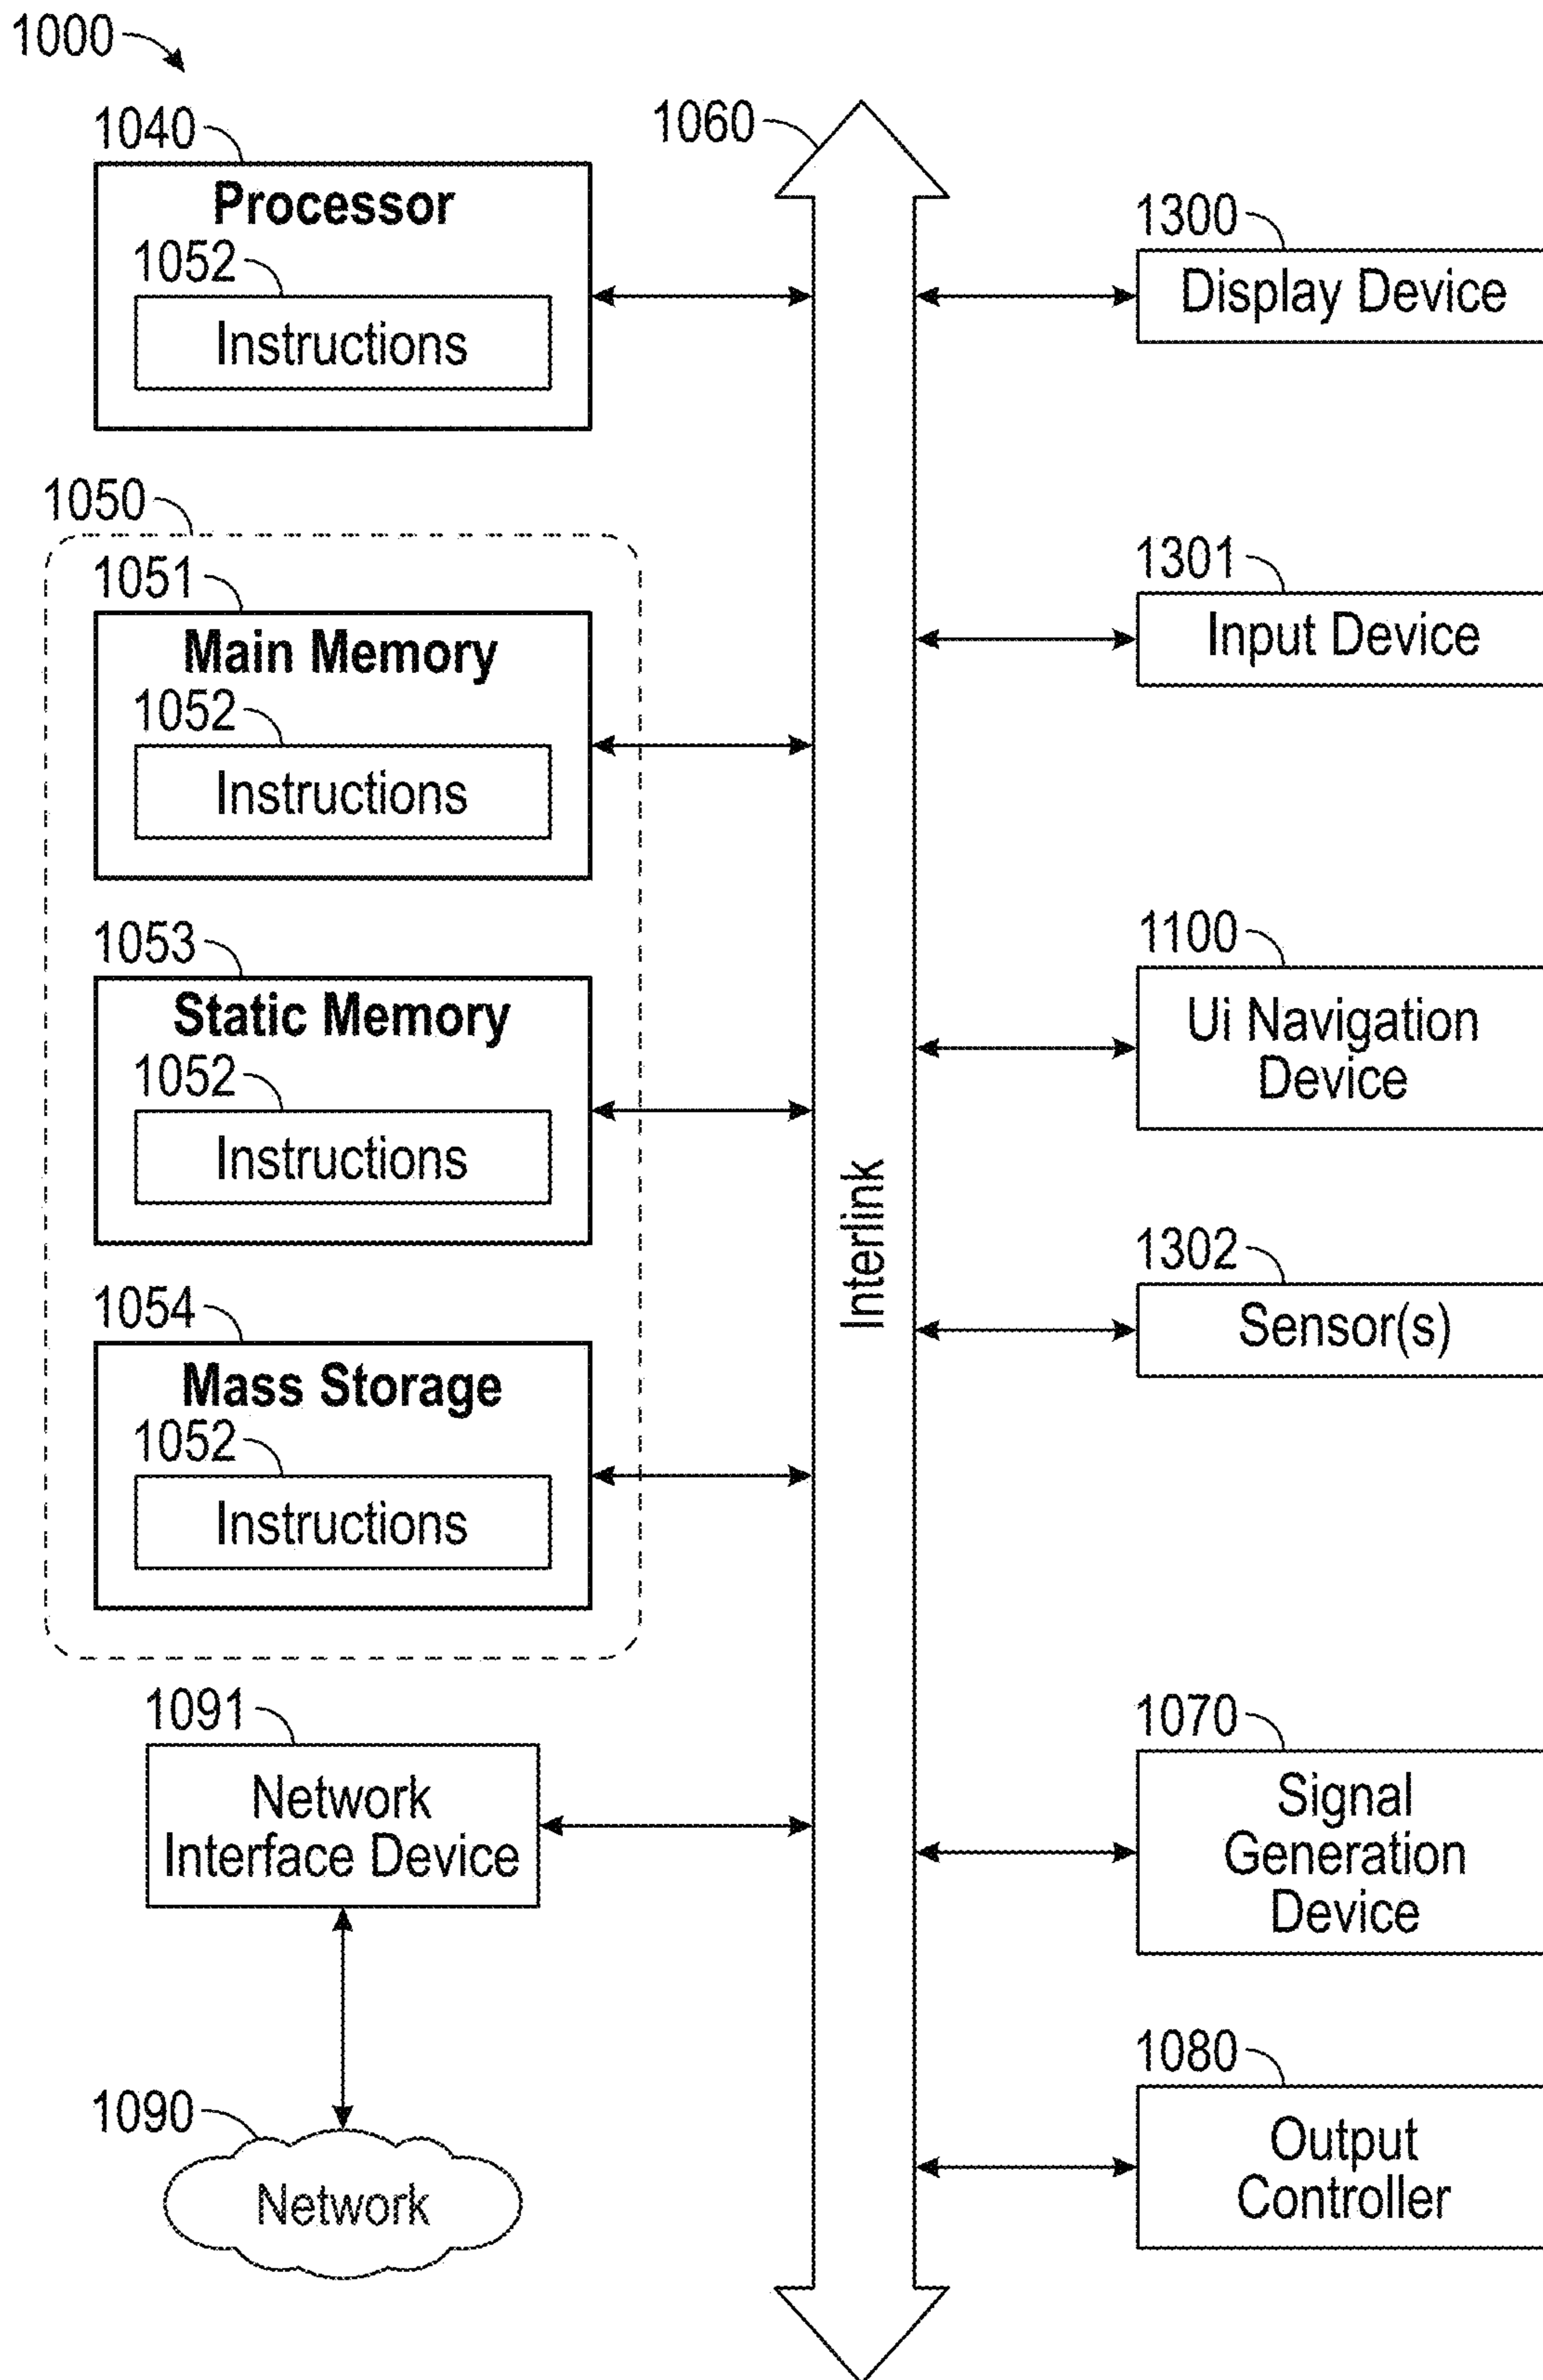 1000
1040
Processor
1052
Instructions
1050
1051
Main Memory
1052
Instructions
1053
Static Memory
1052
Instructions
1054
Mass Storage
1052
Instructions
1091
Network
Interface Device
1090
Network
1060
Interlink
1300
Display Device
1301
Input Device
1100
Ui Navigation
Device
1302
Sensor(s)
1070
Signal
Generation
Device
1080
Output
Controller